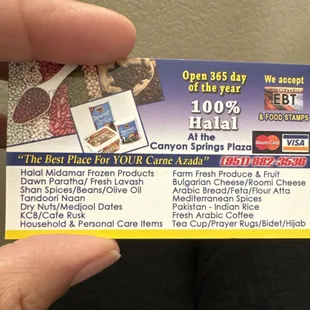 Open 365 day
of the year
We accept
EBT
& FOOD STAMPS
100%
Halal
At the
Canyon Springs Plaza
MasterCard VISA
"The Best Place For YOUR Carne Azada"
(951) 682-3536
Halal Midamar Frozen Products
Dawn Paratha/ Fresh Lavash
Shan Spices/Beans/Olive Oil
Tandoori Naan
Dry Nuts/Medjool Dates
KCB/Cafe Rusk
Household & Personal Care Items
Farm Fresh Produce & Fruit
Bulgarian Cheese/Roomi Cheese
Arabic Bread/Feta/Flour Atta
Mediterranean Spices
Pakistan - Indian Rice
Fresh Arabic Coffee
Tea Cup/Prayer Rugs/Bidet/Hijab